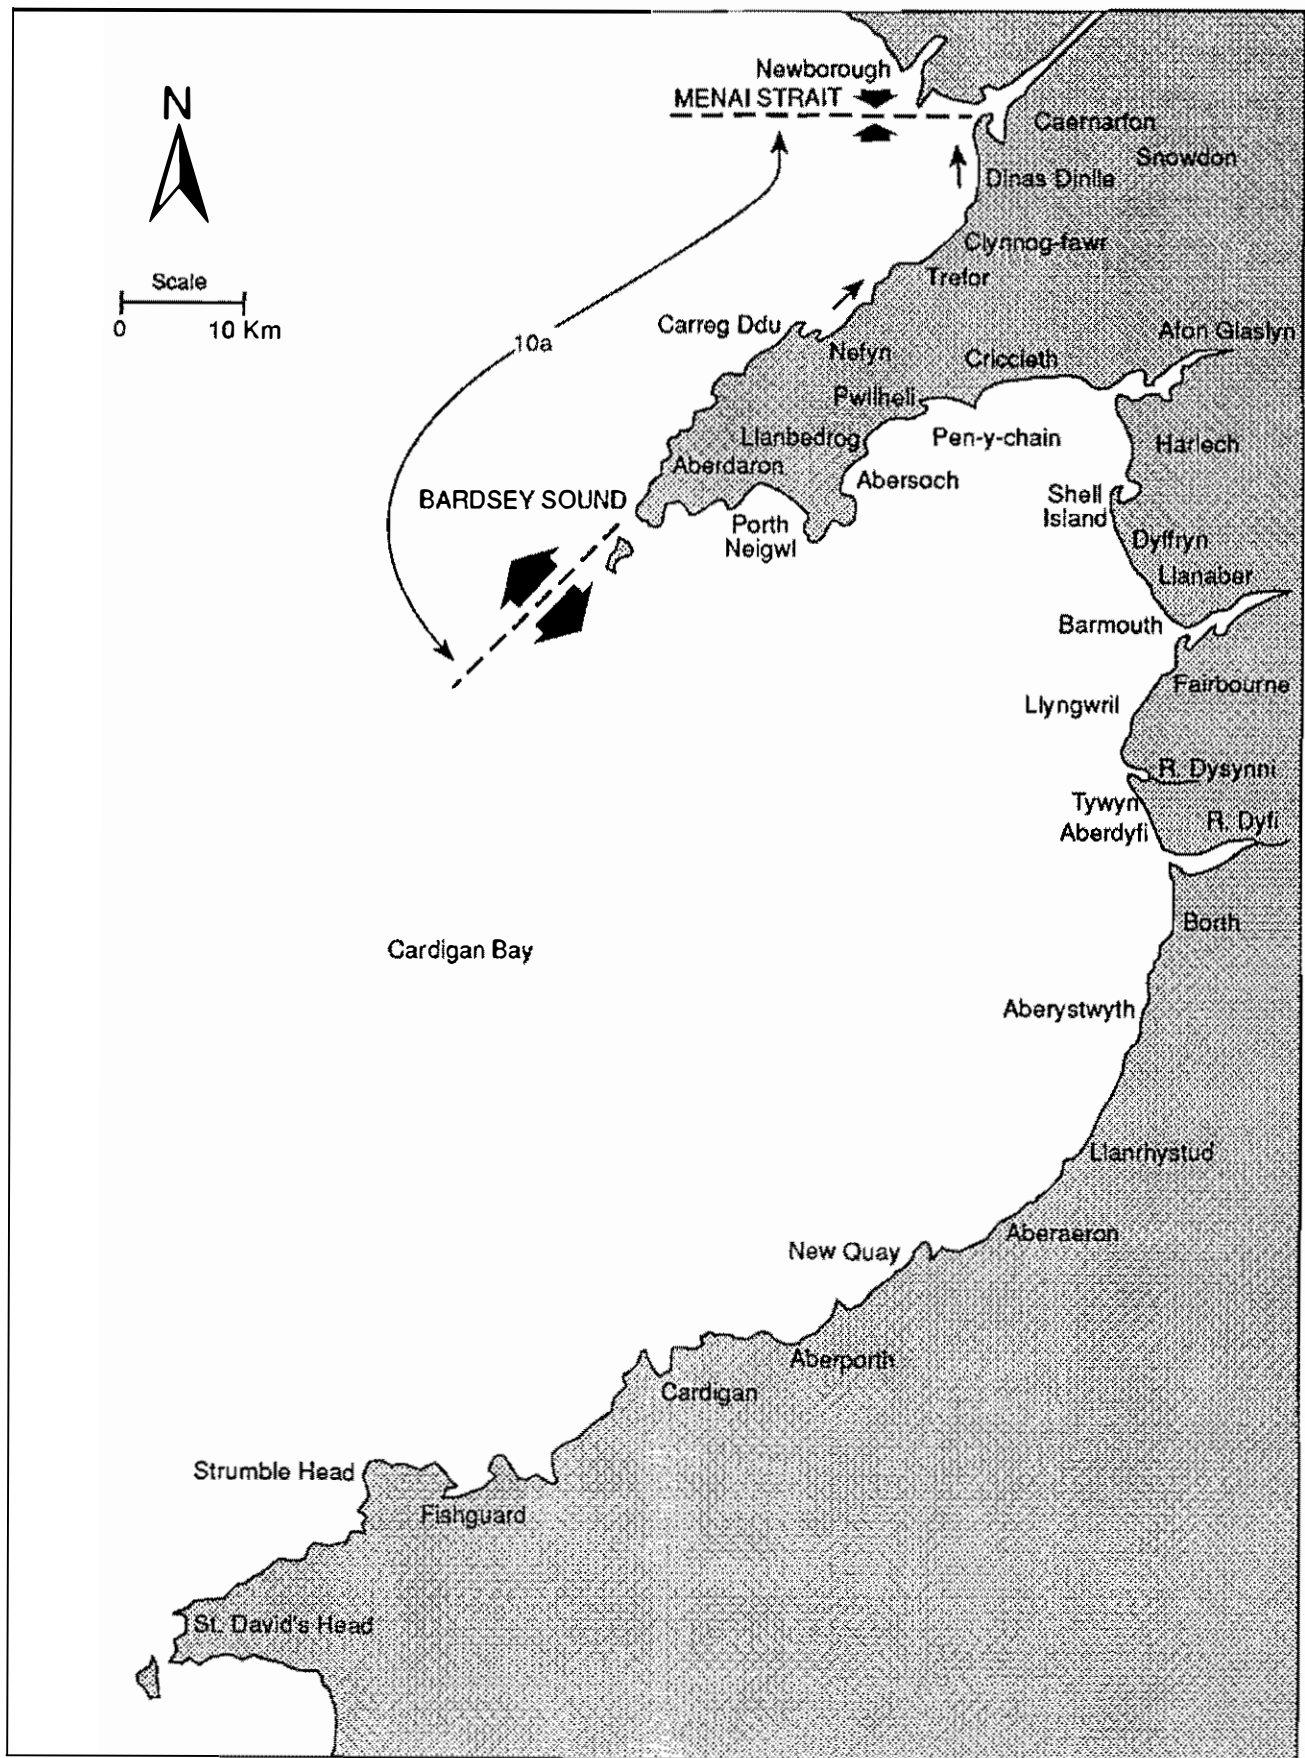 Newborough
MENAI STRAIT
N
Caernarfon
Snowdon
Dinas Dinlle
Clynnog-fawr
Trefor
Scale
0 10 Km
Carreg Ddu
10a
Nefyn
Afon Glaslyn
Criccieth
Pwllheli
Llanbedrog
Pen-y-chain
Harlech
Aberdaron
Abersoch
BARDSEY SOUND
Shell
Island
Porth
Neigwl
Dyffryn
Llanaber
Barmouth
Fairbourne
Llyngwril
R. Dysynni
Tywyn
Aberdyfi
R. Dyfi
Borth
Cardigan Bay
Aberystwyth
Llanrhystud
Aberaeron
New Quay
Aberporth
Cardigan
Strumble Head
Fishguard
St. David's Head